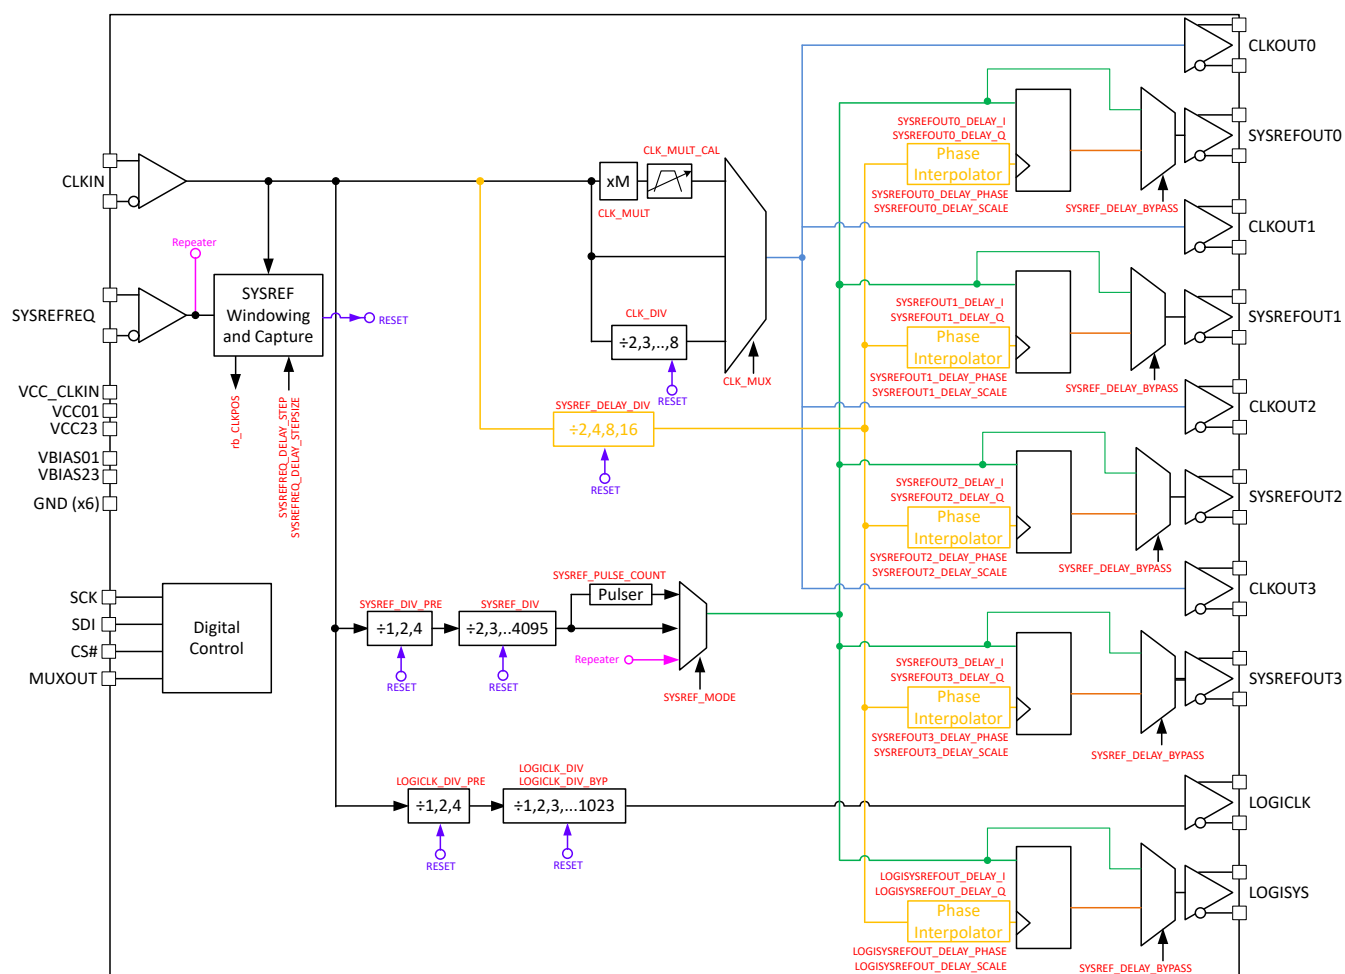 CLKOUT0
SYSREFOUT0_DELAY_I
SYSREFOUT0_DELAY_Q
Phase
Interpolator
SYSREFOUT0_DELAY_PHASE
SYSREFOUT0_DELAY_SCALE
SYSREF_DELAY_BYPASS
SYSREFOUT0
CLKIN
CLK_MULT_CAL
xM
CLK_MULT
CLKOUT1
Repeater
SYSREFREQ
SYSREF
Windowing
and Capture
RESET
rb_CLKPOS
SYSREFREQ_DELAY_STEP
SYSREFREQ_DELAY_STEPSIZE
CLK_DIV
÷2,3,..,8
RESET
CLK_MUX
SYSREFOUT1_DELAY_I
SYSREFOUT1_DELAY_Q
Phase
Interpolator
SYSREFOUT1_DELAY_PHASE
SYSREFOUT1_DELAY_SCALE
SYSREF_DELAY_BYPASS
SYSREFOUT1
VCC_CLKIN
VCC01
VCC23
VBIAS01
VBIAS23
GND (x6)
SYSREF_DELAY_DIV
÷2,4,8,16
RESET
CLKOUT2
SYSREFOUT2_DELAY_I
SYSREFOUT2_DELAY_Q
Phase
Interpolator
SYSREFOUT2_DELAY_PHASE
SYSREFOUT2_DELAY_SCALE
SYSREF_DELAY_BYPASS
SYSREFOUT2
SCK
SDI
CS#
MUXOUT
Digital
Control
SYSREF_DIV_PRE
÷1,2,4
RESET
SYSREF_DIV
÷2,3,..4095
RESET
SYSREF_PULSE_COUNT
Pulser
Repeater
SYSREF_MODE
CLKOUT3
SYSREFOUT3_DELAY_I
SYSREFOUT3_DELAY_Q
Phase
Interpolator
SYSREFOUT3_DELAY_PHASE
SYSREFOUT3_DELAY_SCALE
SYSREF_DELAY_BYPASS
SYSREFOUT3
LOGICLK_DIV_PRE
÷1,2,4
RESET
LOGICLK_DIV
LOGICLK_DIV_BYP
÷1,2,3,...1023
RESET
LOGICLK
LOGISYSREFOUT_DELAY_I
LOGISYSREFOUT_DELAY_Q
Phase
Interpolator
LOGISYSREFOUT_DELAY_PHASE
LOGISYSREFOUT_DELAY_SCALE
SYSREF_DELAY_BYPASS
LOGISYS